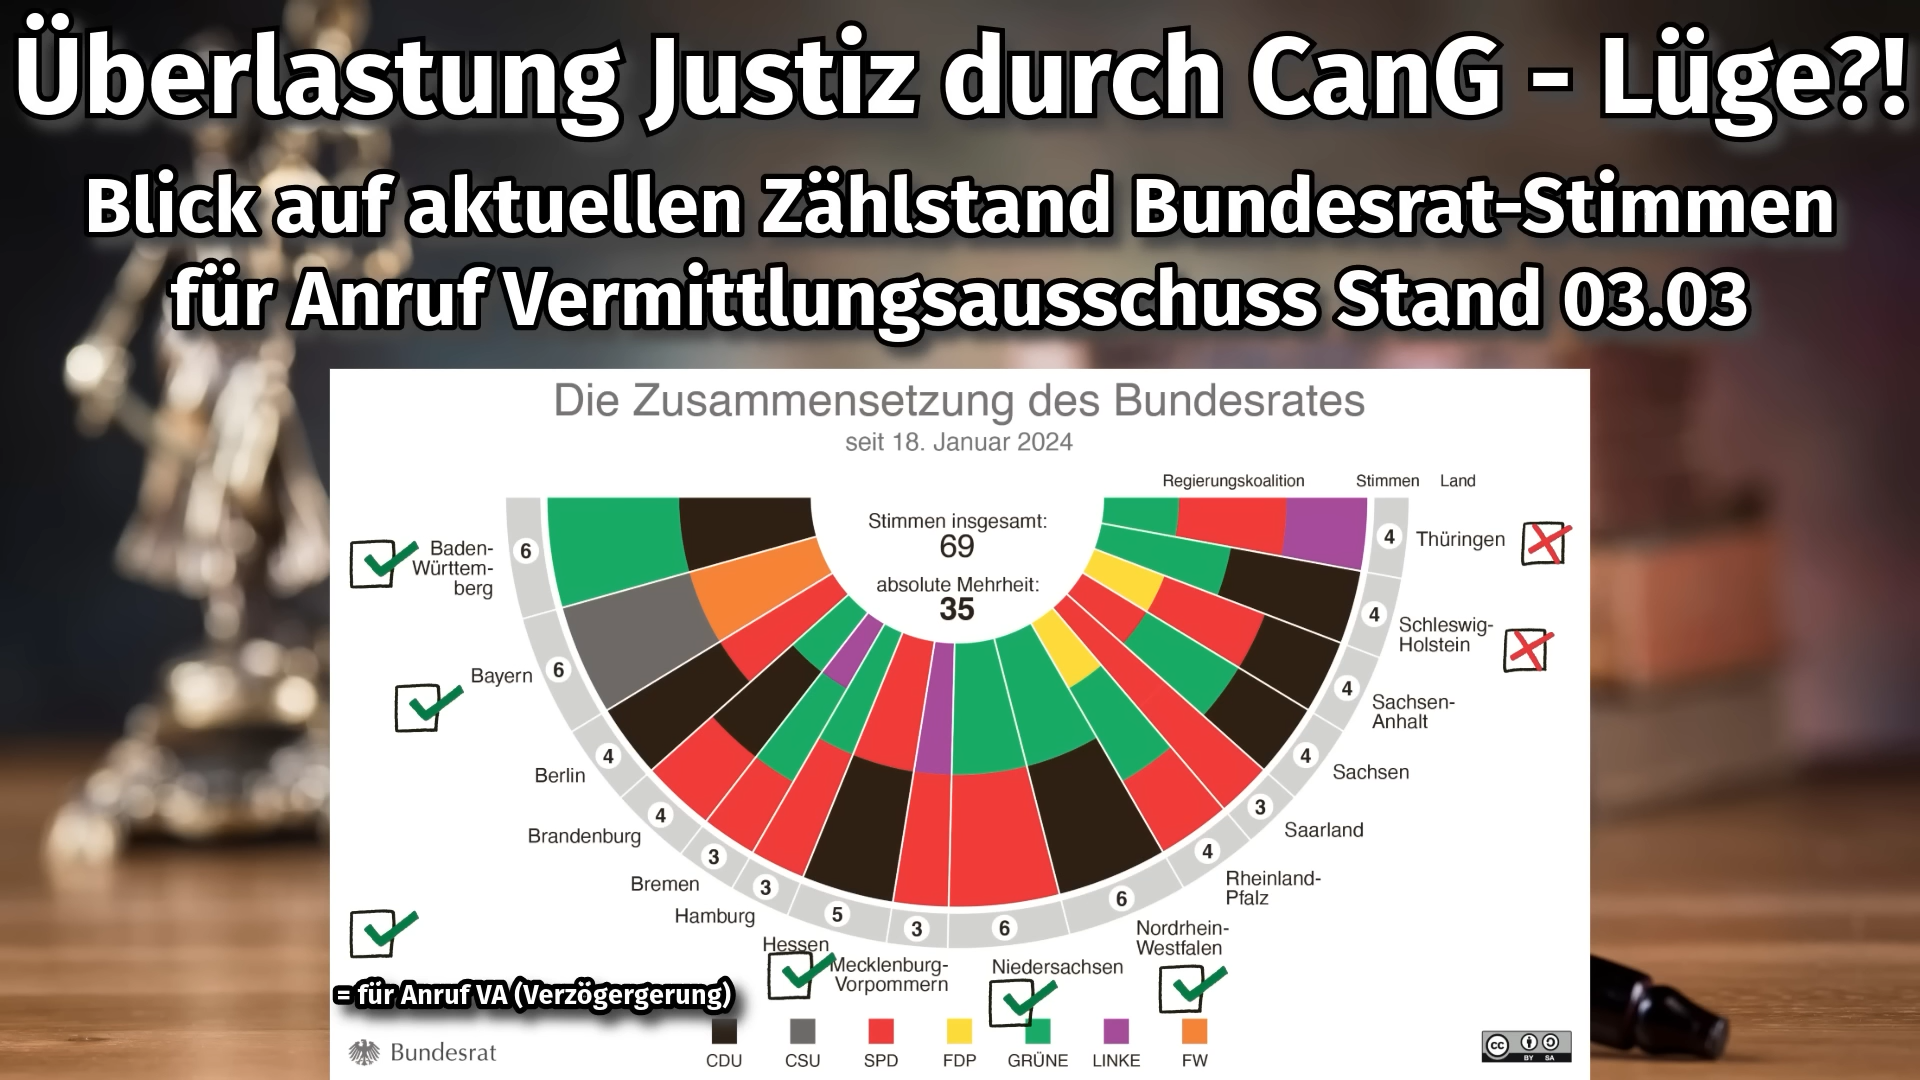 Überlastung Justiz durch CanG - Lüge?!
Blick auf aktuellen Zählstand Bundesrat-Stimmen
für Anruf Vermittlungsausschuss Stand 03.03
Die Zusammensetzung des Bundesrates
seit 18. Januar 2024
Regierungskoalition Stimmen Land
Stimmen insgesamt:
69
absolute Mehrheit:
35
6 Baden-
Württem-
berg
6 Bayern
4 Berlin
4 Brandenburg
3 Bremen
3 Hamburg
5 Hessen
3 Mecklenburg-
Vorpommern
6 Niedersachsen
6 Nordrhein-
Westfalen
4 Rheinland-
Pfalz
3 Saarland
4 Sachsen
4 Sachsen-
Anhalt
4 Schleswig-
Holstein
4 Thüringen
= für Anruf VA (Verzögergerung)
CDU CSU SPD FDP GRÜNE LINKE FW
Bundesrat
cc BY SA